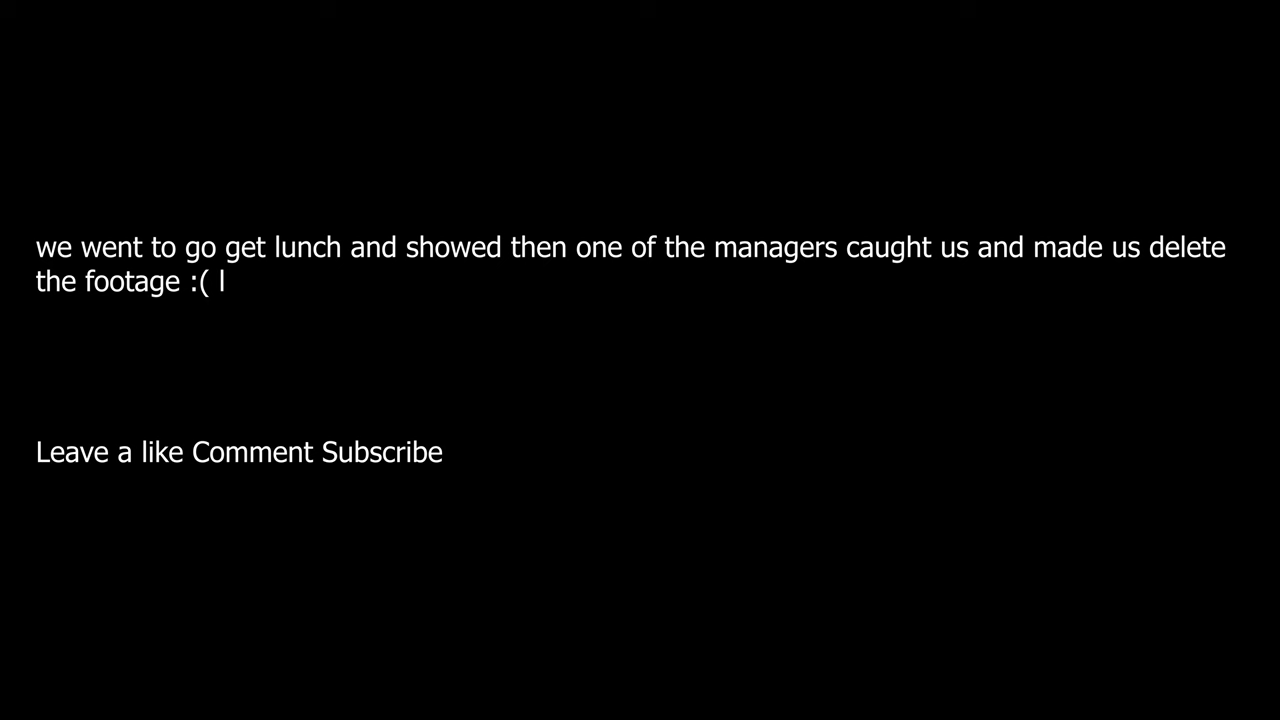 we went to go get lunch and showed then one of the managers caught us and made us delete
the footage :( l
Leave a like Comment Subscribe